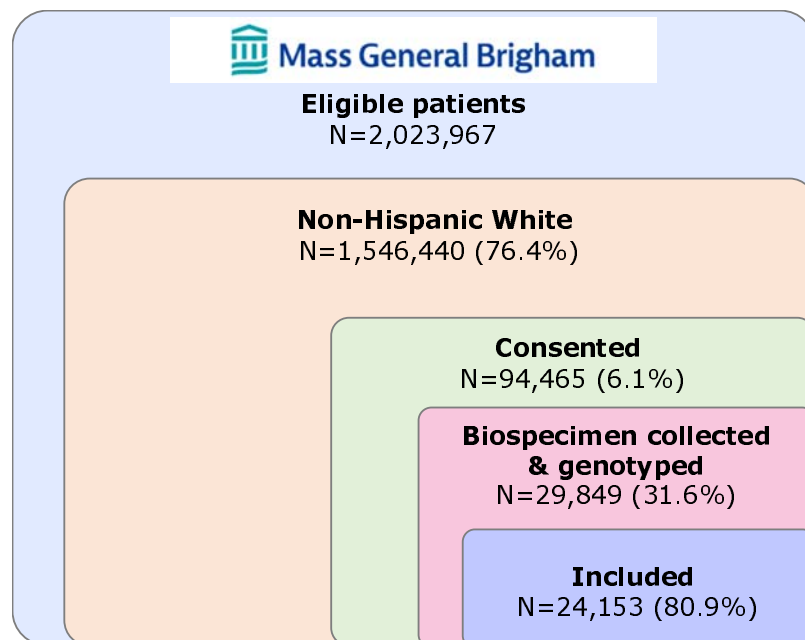 Mass General Brigham
Eligible patients
N=2,023,967
Non-Hispanic White
N=1,546,440 (76.4%)
Consented
N=94,465 (6.1%)
Biospecimen collected
& genotyped
N=29,849 (31.6%)
Included
N=24,153 (80.9%)